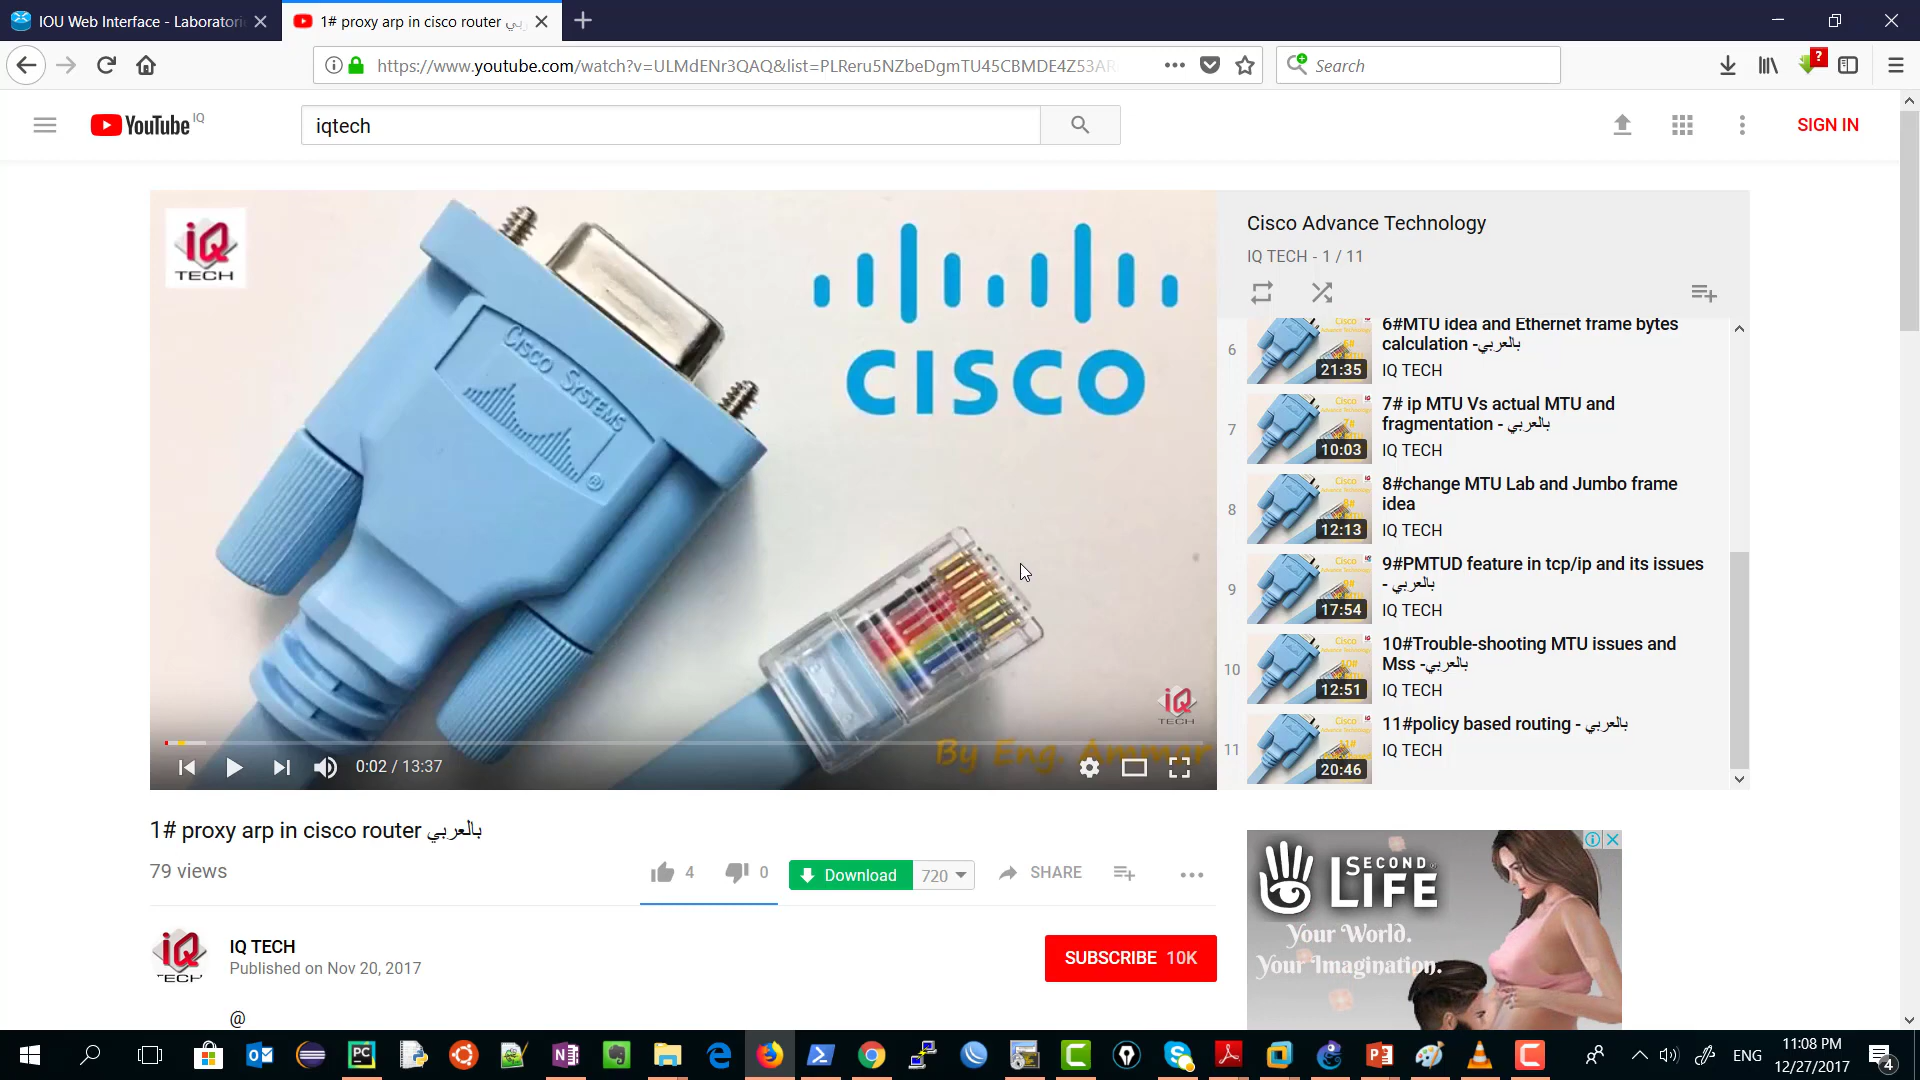 IOU Web Interface - Laboratori
1# proxy arp in cisco router بي
https://www.youtube.com/watch?v=ULMdENr3QAQ&list=PLReru5NZbeDgmTU45CBMDE4Z53AR
Search
YouTube IQ
iqtech
SIGN IN
iQ
TECH
CISCO SYSTEMS
CISCO
iQ
TECH
By Eng. Ammar
0:02 / 13:37
Cisco Advance Technology
IQ TECH - 1 / 11
6
21:35
6#MTU idea and Ethernet frame bytes
calculation -بالعربي
IQ TECH
7
10:03
7# ip MTU Vs actual MTU and
fragmentation - بالعربي
IQ TECH
8
12:13
8#change MTU Lab and Jumbo frame
idea
IQ TECH
9
17:54
9#PMTUD feature in tcp/ip and its issues
- بالعربي
IQ TECH
10
12:51
10#Trouble-shooting MTU issues and
Mss -بالعربي
IQ TECH
11
20:46
11#policy based routing - بالعربي
IQ TECH
1# proxy arp in cisco router بالعربي
79 views
4
0
Download
720
SHARE
IQ TECH
Published on Nov 20, 2017
SUBSCRIBE 10K
@
SECOND
LIFE
Your World.
Your Imagination.
ENG
11:08 PM
12/27/2017
4